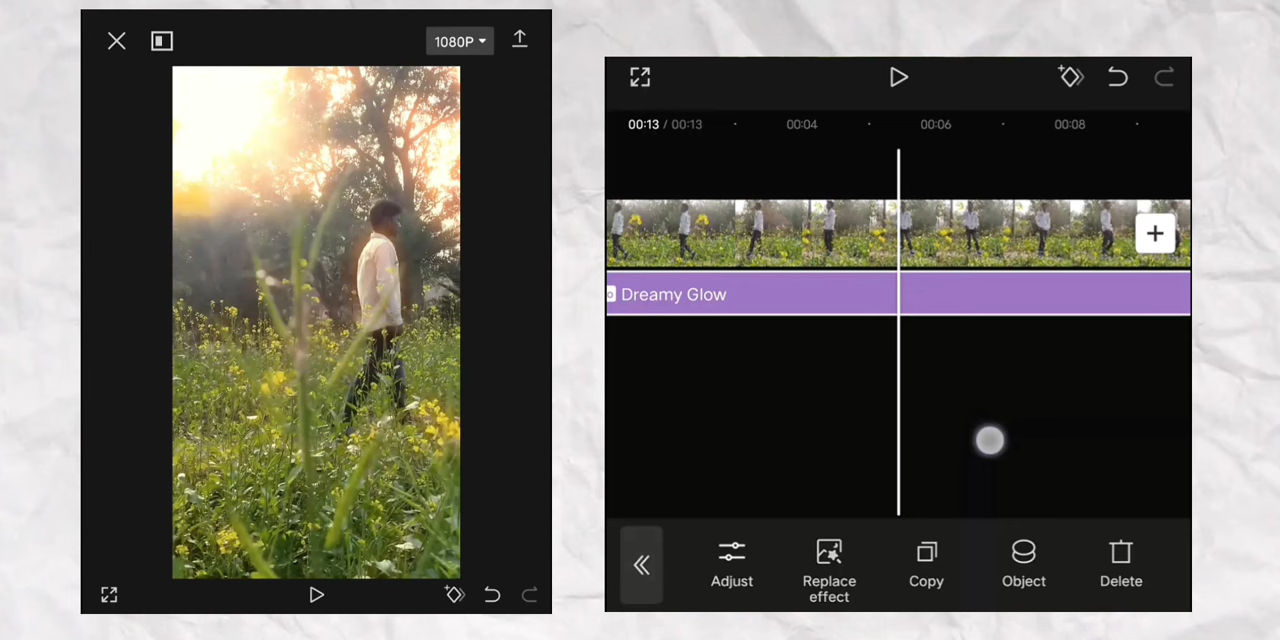 1080P
00:13 / 00:13
00:04
00:06
00:08
Dreamy Glow
Adjust
Replace
effect
Copy
Object
Delete